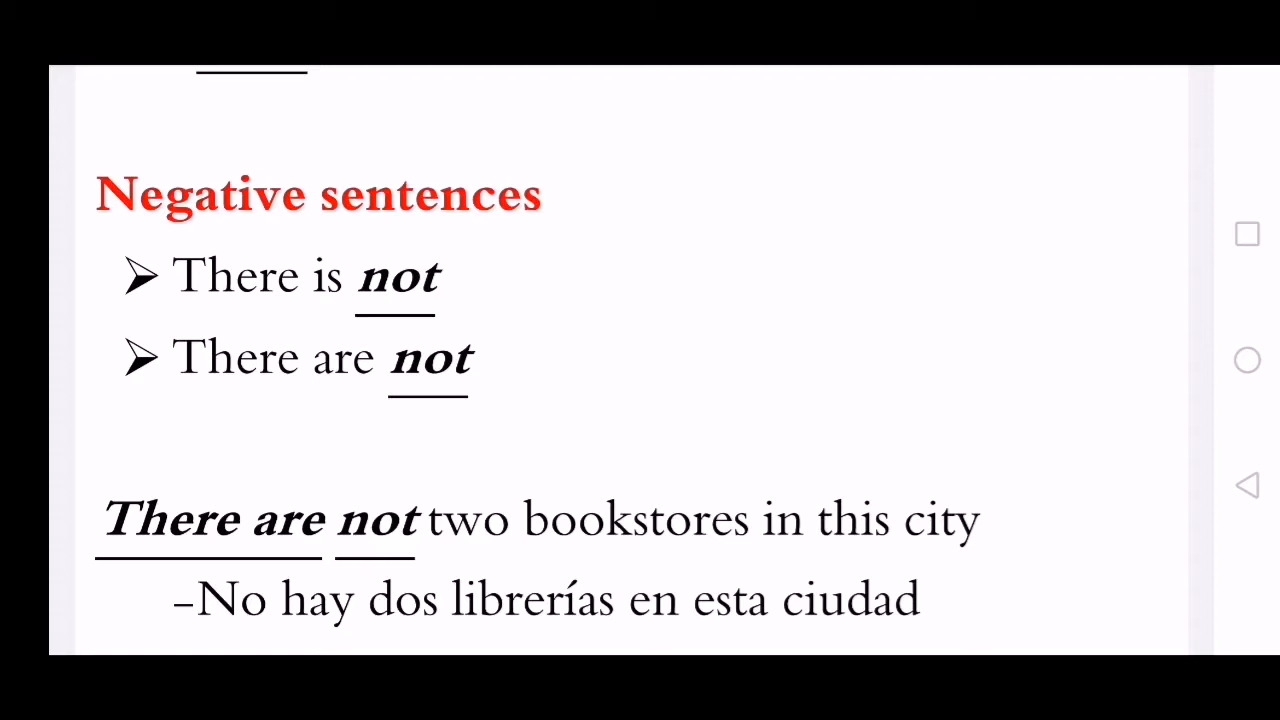 Negative sentences
➢ There is not
➢ There are not
There are not two bookstores in this city
-No hay dos librerías en esta ciudad